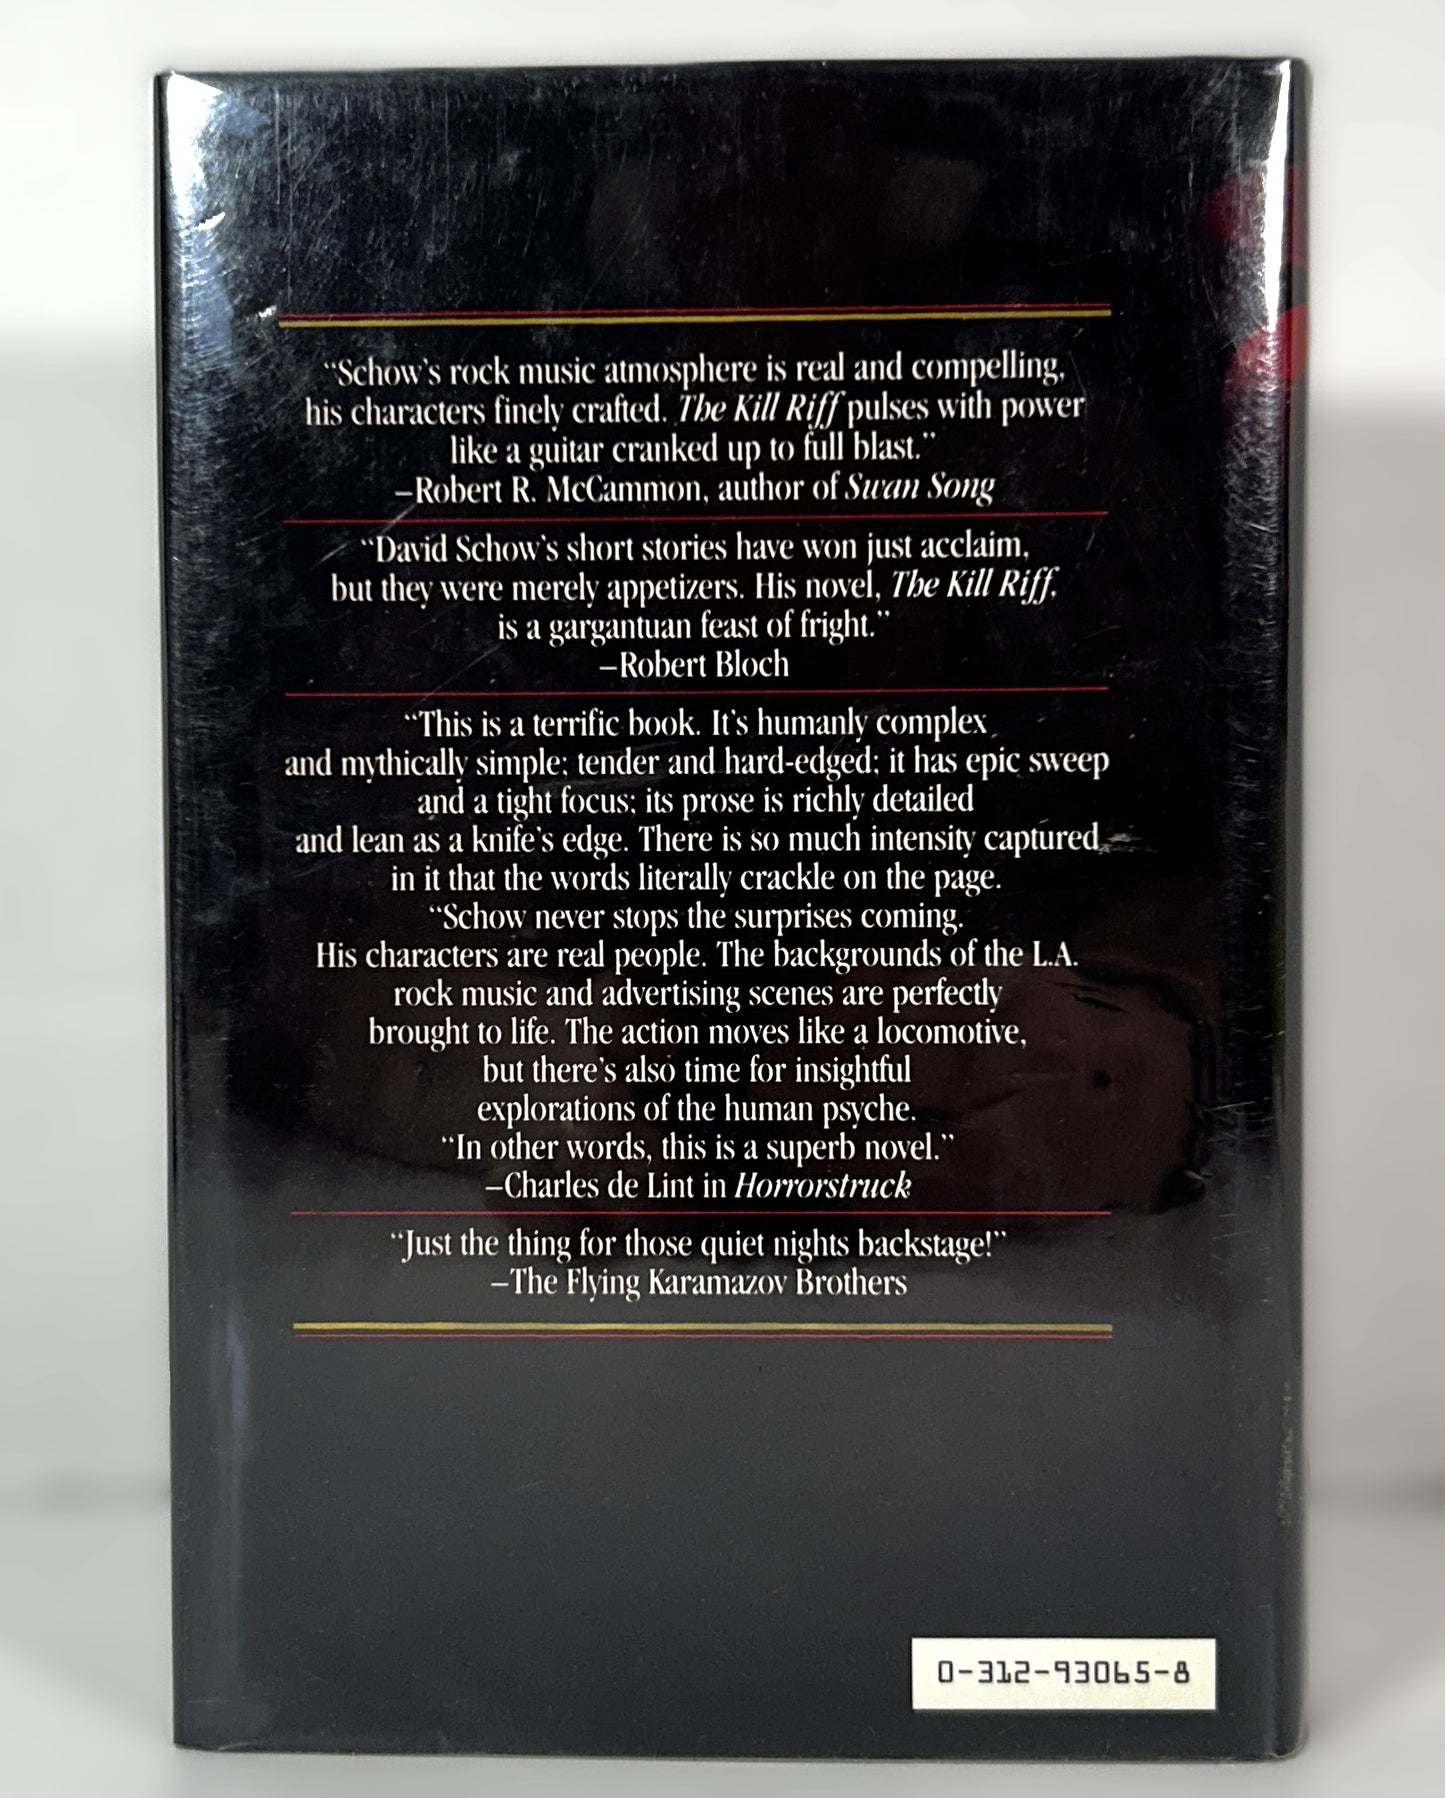 “Schow’s rock music atmosphere is real and compelling,
his characters finely crafted. The Kill Riff pulses with power
like a guitar cranked up to full blast.”
–Robert R. McCammon, author of Swan Song
“David Schow’s short stories have won just acclaim,
but they were merely appetizers. His novel, The Kill Riff,
is a gargantuan feast of fright.”
–Robert Bloch
“This is a terrific book. It’s humanly complex
and mythically simple; tender and hard-edged; it has epic sweep
and a tight focus; its prose is richly detailed
and lean as a knife’s edge. There is so much intensity captured
in it that the words literally crackle on the page.
“Schow never stops the surprises coming.
His characters are real people. The backgrounds of the L.A.
rock music and advertising scenes are perfectly
brought to life. The action moves like a locomotive,
but there’s also time for insightful
explorations of the human psyche.
“In other words, this is a superb novel.”
–Charles de Lint in Horrorstruck
“Just the thing for those quiet nights backstage!”
–The Flying Karamazov Brothers
0-312-93065-8